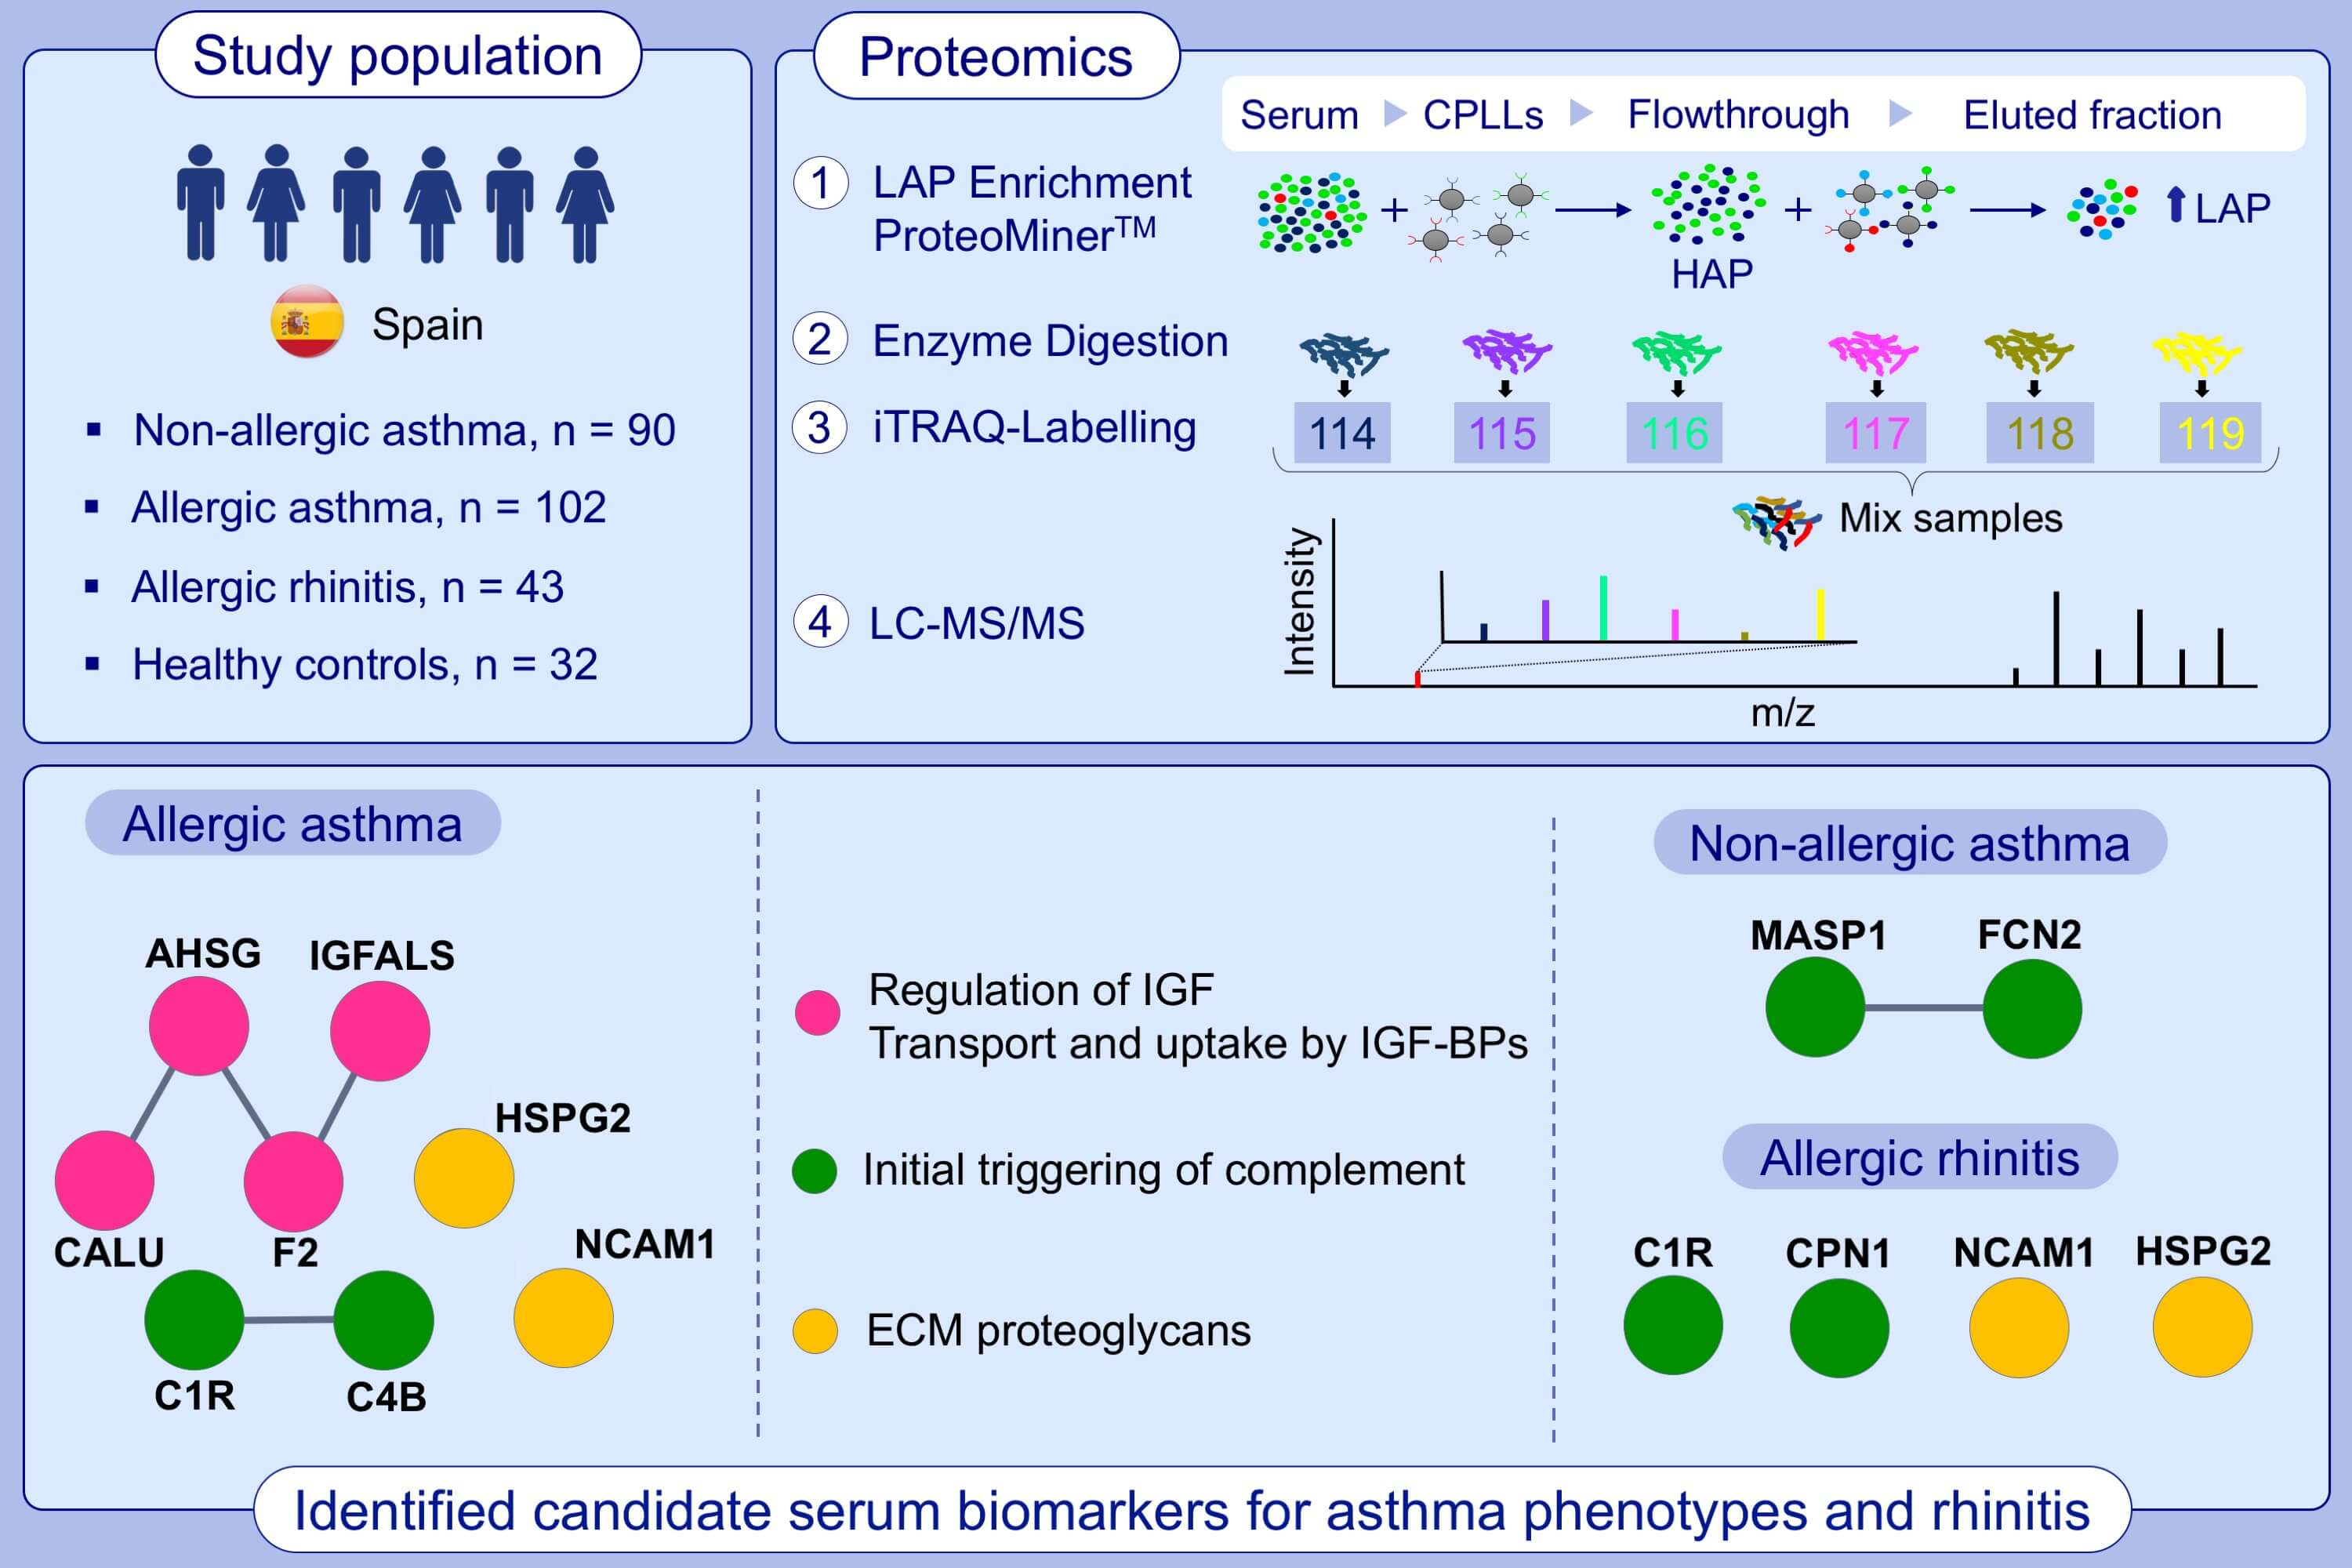 Study population
Spain
▪ Non-allergic asthma, n = 90
▪ Allergic asthma, n = 102
▪ Allergic rhinitis, n = 43
▪ Healthy controls, n = 32
Proteomics
Serum ▶ CPLLs ▶ Flowthrough ▶ Eluted fraction
1 LAP Enrichment
ProteoMiner™
+ + LAP
HAP
2 Enzyme Digestion
3 iTRAQ-Labelling
114 115 116 117 118 119
Mix samples
4 LC-MS/MS
Intensity
m/z
Allergic asthma
AHSG IGFALS
HSPG2
CALU F2
NCAM1
C1R C4B
Regulation of IGF
Transport and uptake by IGF-BPs
Initial triggering of complement
ECM proteoglycans
Non-allergic asthma
MASP1 FCN2
Allergic rhinitis
C1R CPN1 NCAM1 HSPG2
Identified candidate serum biomarkers for asthma phenotypes and rhinitis